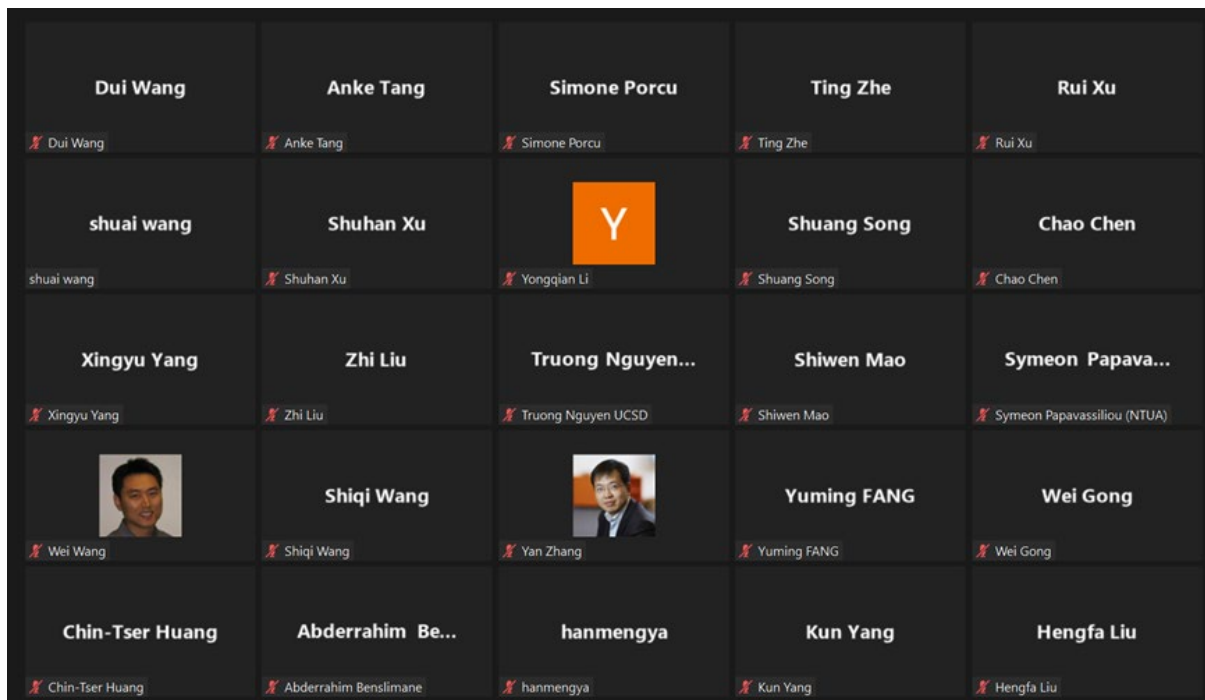 Dui Wang
Dui Wang
Anke Tang
Anke Tang
Simone Porcu
Simone Porcu
Ting Zhe
Ting Zhe
Rui Xu
Rui Xu
shuai wang
shuai wang
Shuhan Xu
Shuhan Xu
Y
Yongqian Li
Shuang Song
Shuang Song
Chao Chen
Chao Chen
Xingyu Yang
Xingyu Yang
Zhi Liu
Zhi Liu
Truong Nguyen...
Truong Nguyen UCSD
Shiwen Mao
Shiwen Mao
Symeon Papava...
Symeon Papavassiliou (NTUA)
Wei Wang
Shiqi Wang
Shiqi Wang
Yan Zhang
Yuming FANG
Yuming FANG
Wei Gong
Wei Gong
Chin-Tser Huang
Chin-Tser Huang
Abderrahim Be...
Abderrahim Benslimane
hanmengya
hanmengya
Kun Yang
Kun Yang
Hengfa Liu
Hengfa Liu